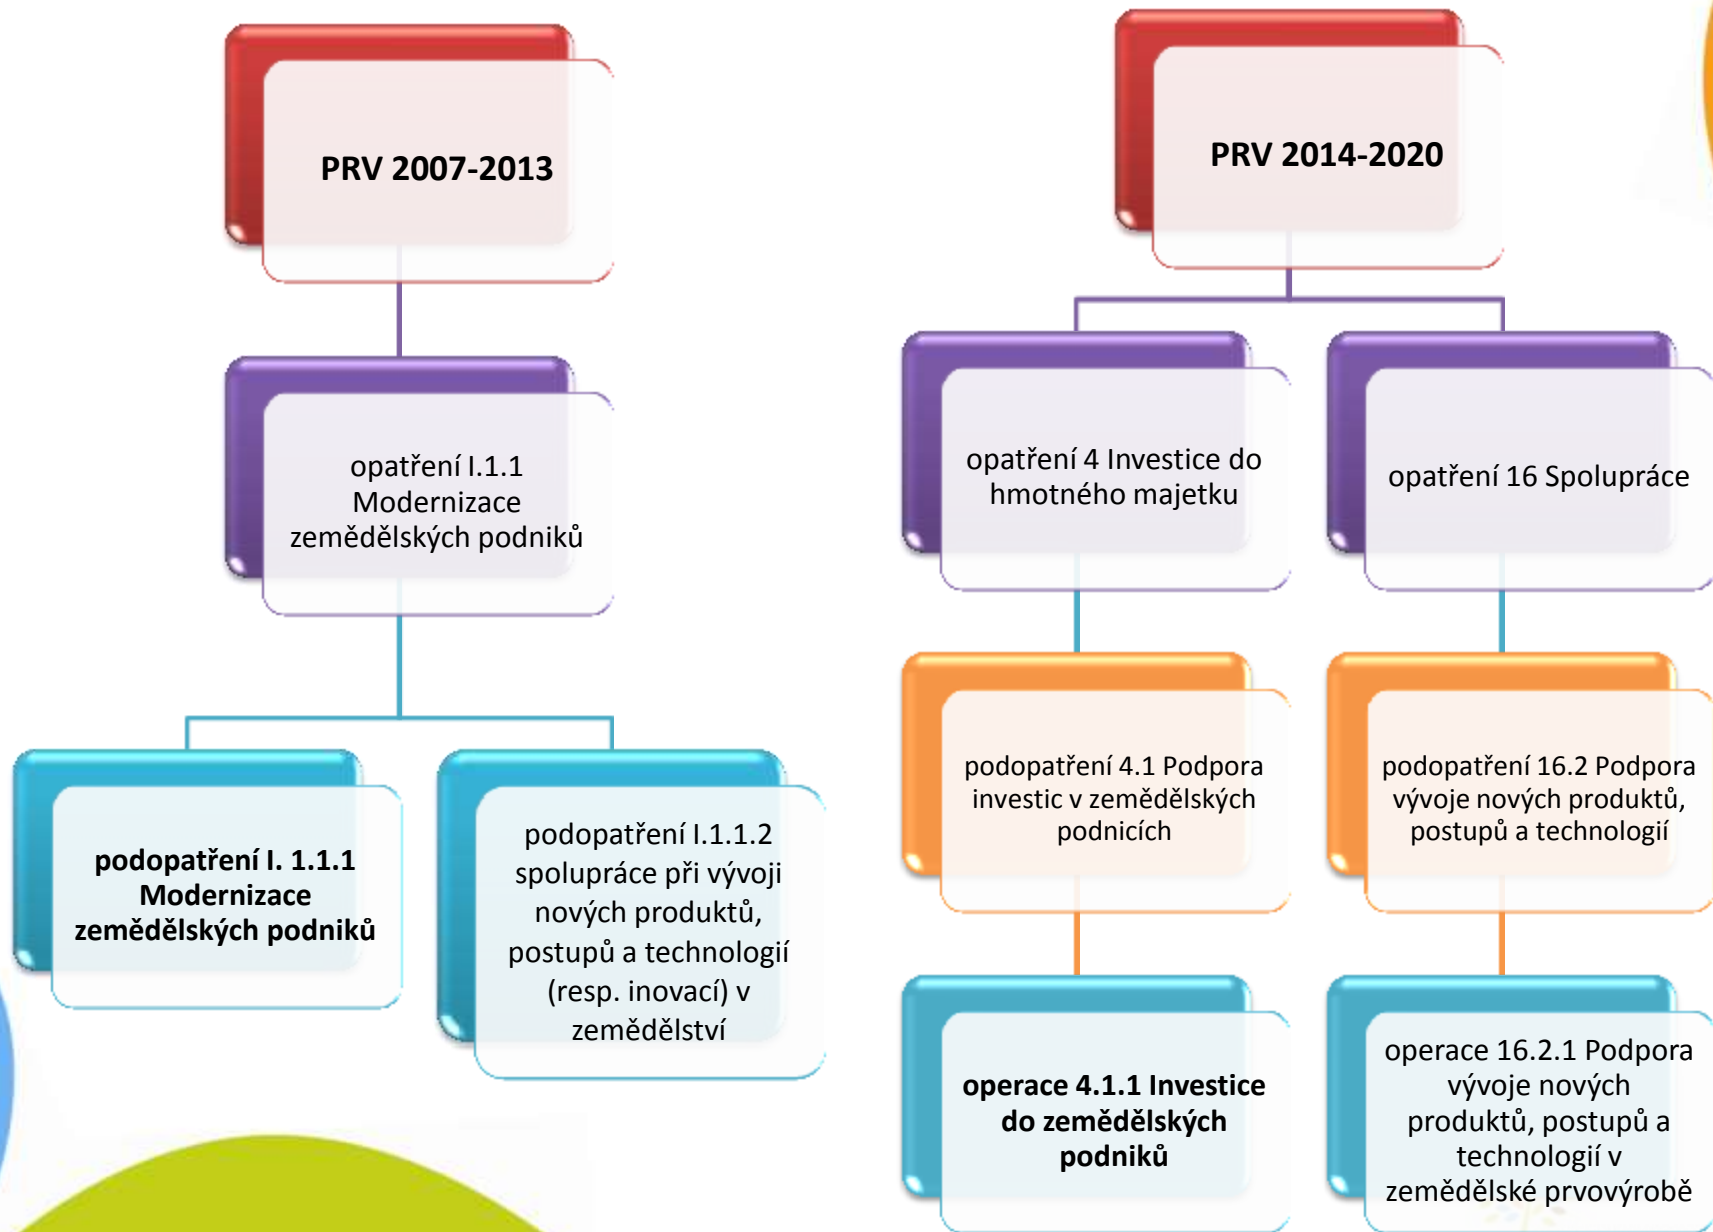 PRV 2007-2013
opatření I.1.1
Modernizace
zemědělských podniků
podopatření I. 1.1.1
Modernizace
zemědělských podniků
podopatření I.1.1.2
spolupráce při vývoji
nových produktů,
postupů a technologií
(resp. inovací) v
zemědělství
PRV 2014-2020
opatření 4 Investice do
hmotného majetku
opatření 16 Spolupráce
podopatření 4.1 Podpora
investic v zemědělských
podnicích
podopatření 16.2 Podpora
vývoje nových produktů,
postupů a technologií
operace 4.1.1 Investice
do zemědělských
podniků
operace 16.2.1 Podpora
vývoje nových
produktů, postupů a
technologií v
zemědělské prvovýrobě